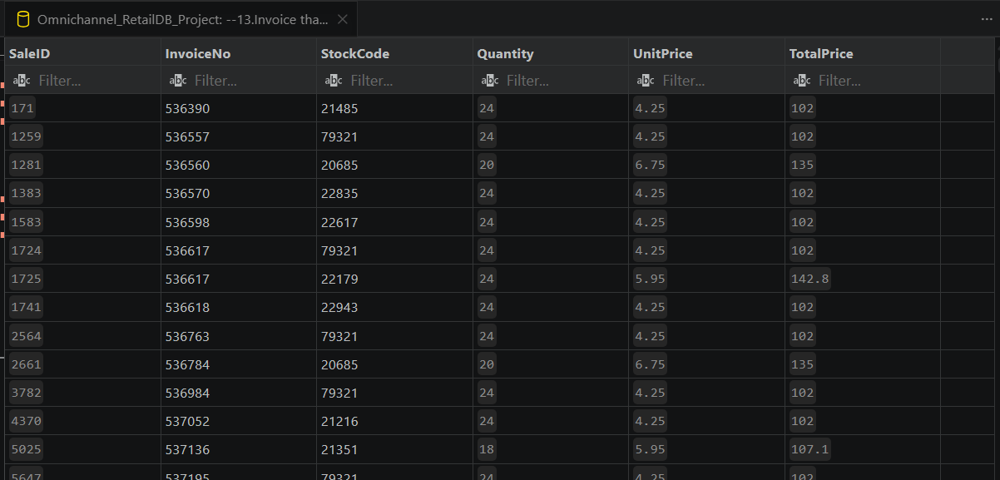 Omnichannel_RetailDB_Project: --13.Invoice tha...
SaleID InvoiceNo StockCode Quantity UnitPrice TotalPrice
abc Filter... abc Filter... abc Filter... abc Filter... abc Filter... abc Filter...
171 536390 21485 24 4.25 102
1259 536557 79321 24 4.25 102
1281 536560 20685 20 6.75 135
1383 536570 22835 24 4.25 102
1583 536598 22617 24 4.25 102
1724 536617 79321 24 4.25 102
1725 536617 22179 24 5.95 142.8
1741 536618 22943 24 4.25 102
2564 536763 79321 24 4.25 102
2661 536784 20685 20 6.75 135
3782 536984 79321 24 4.25 102
4370 537052 21216 24 4.25 102
5025 537136 21351 18 5.95 107.1
5647 537195 79321 24 4.25 102